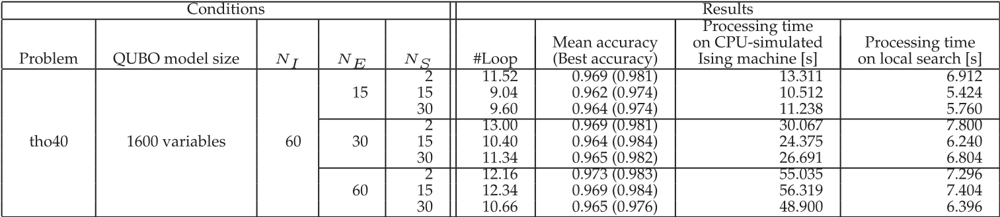 Conditions Results
Problem QUBO model size N_I N_E N_S #Loop Mean accuracy (Best accuracy) Processing time on CPU-simulated Ising machine [s] Processing time on local search [s]
2 11.52 0.969 (0.981) 13.311 6.912
15 15 9.04 0.962 (0.974) 10.512 5.424
30 9.60 0.964 (0.974) 11.238 5.760
2 13.00 0.969 (0.981) 30.067 7.800
tho40 1600 variables 60 30 15 10.40 0.964 (0.984) 24.375 6.240
30 11.34 0.965 (0.982) 26.691 6.804
2 12.16 0.973 (0.983) 55.035 7.296
60 15 12.34 0.969 (0.984) 56.319 7.404
30 10.66 0.965 (0.976) 48.900 6.396